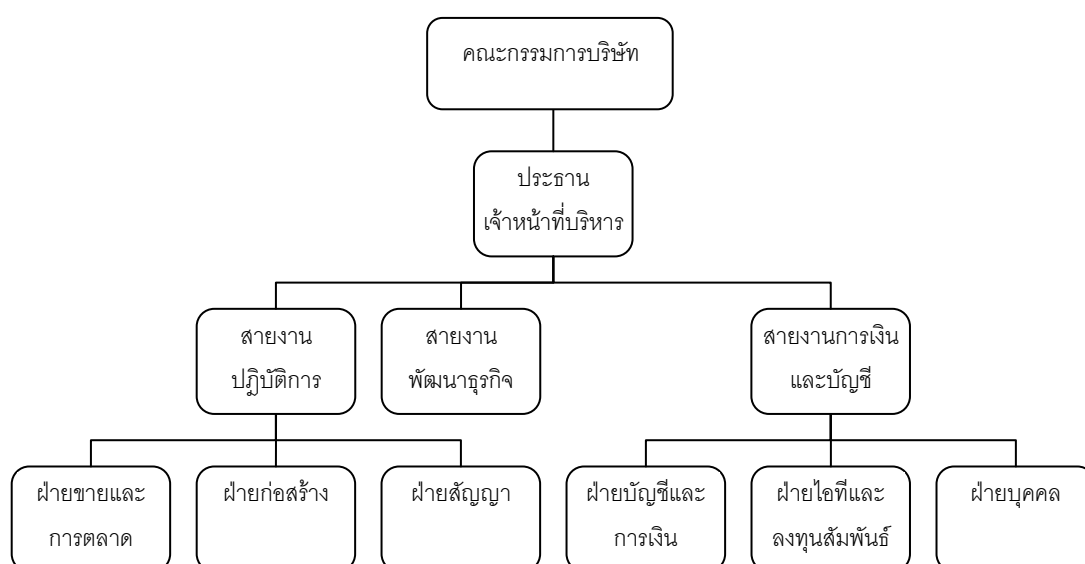 คณะกรรมการบริษัท
ประธาน
เจ้าหน้าที่บริหาร
สายงาน
ปฏิบัติการ
สายงาน
พัฒนาธุรกิจ
สายงานการเงิน
และบัญชี
ฝ่ายขายและ
การตลาด
ฝ่ายก่อสร้าง
ฝ่ายสัญญา
ฝ่ายบัญชีและ
การเงิน
ฝ่ายไอทีและ
ลงทุนสัมพันธ์
ฝ่ายบุคคล